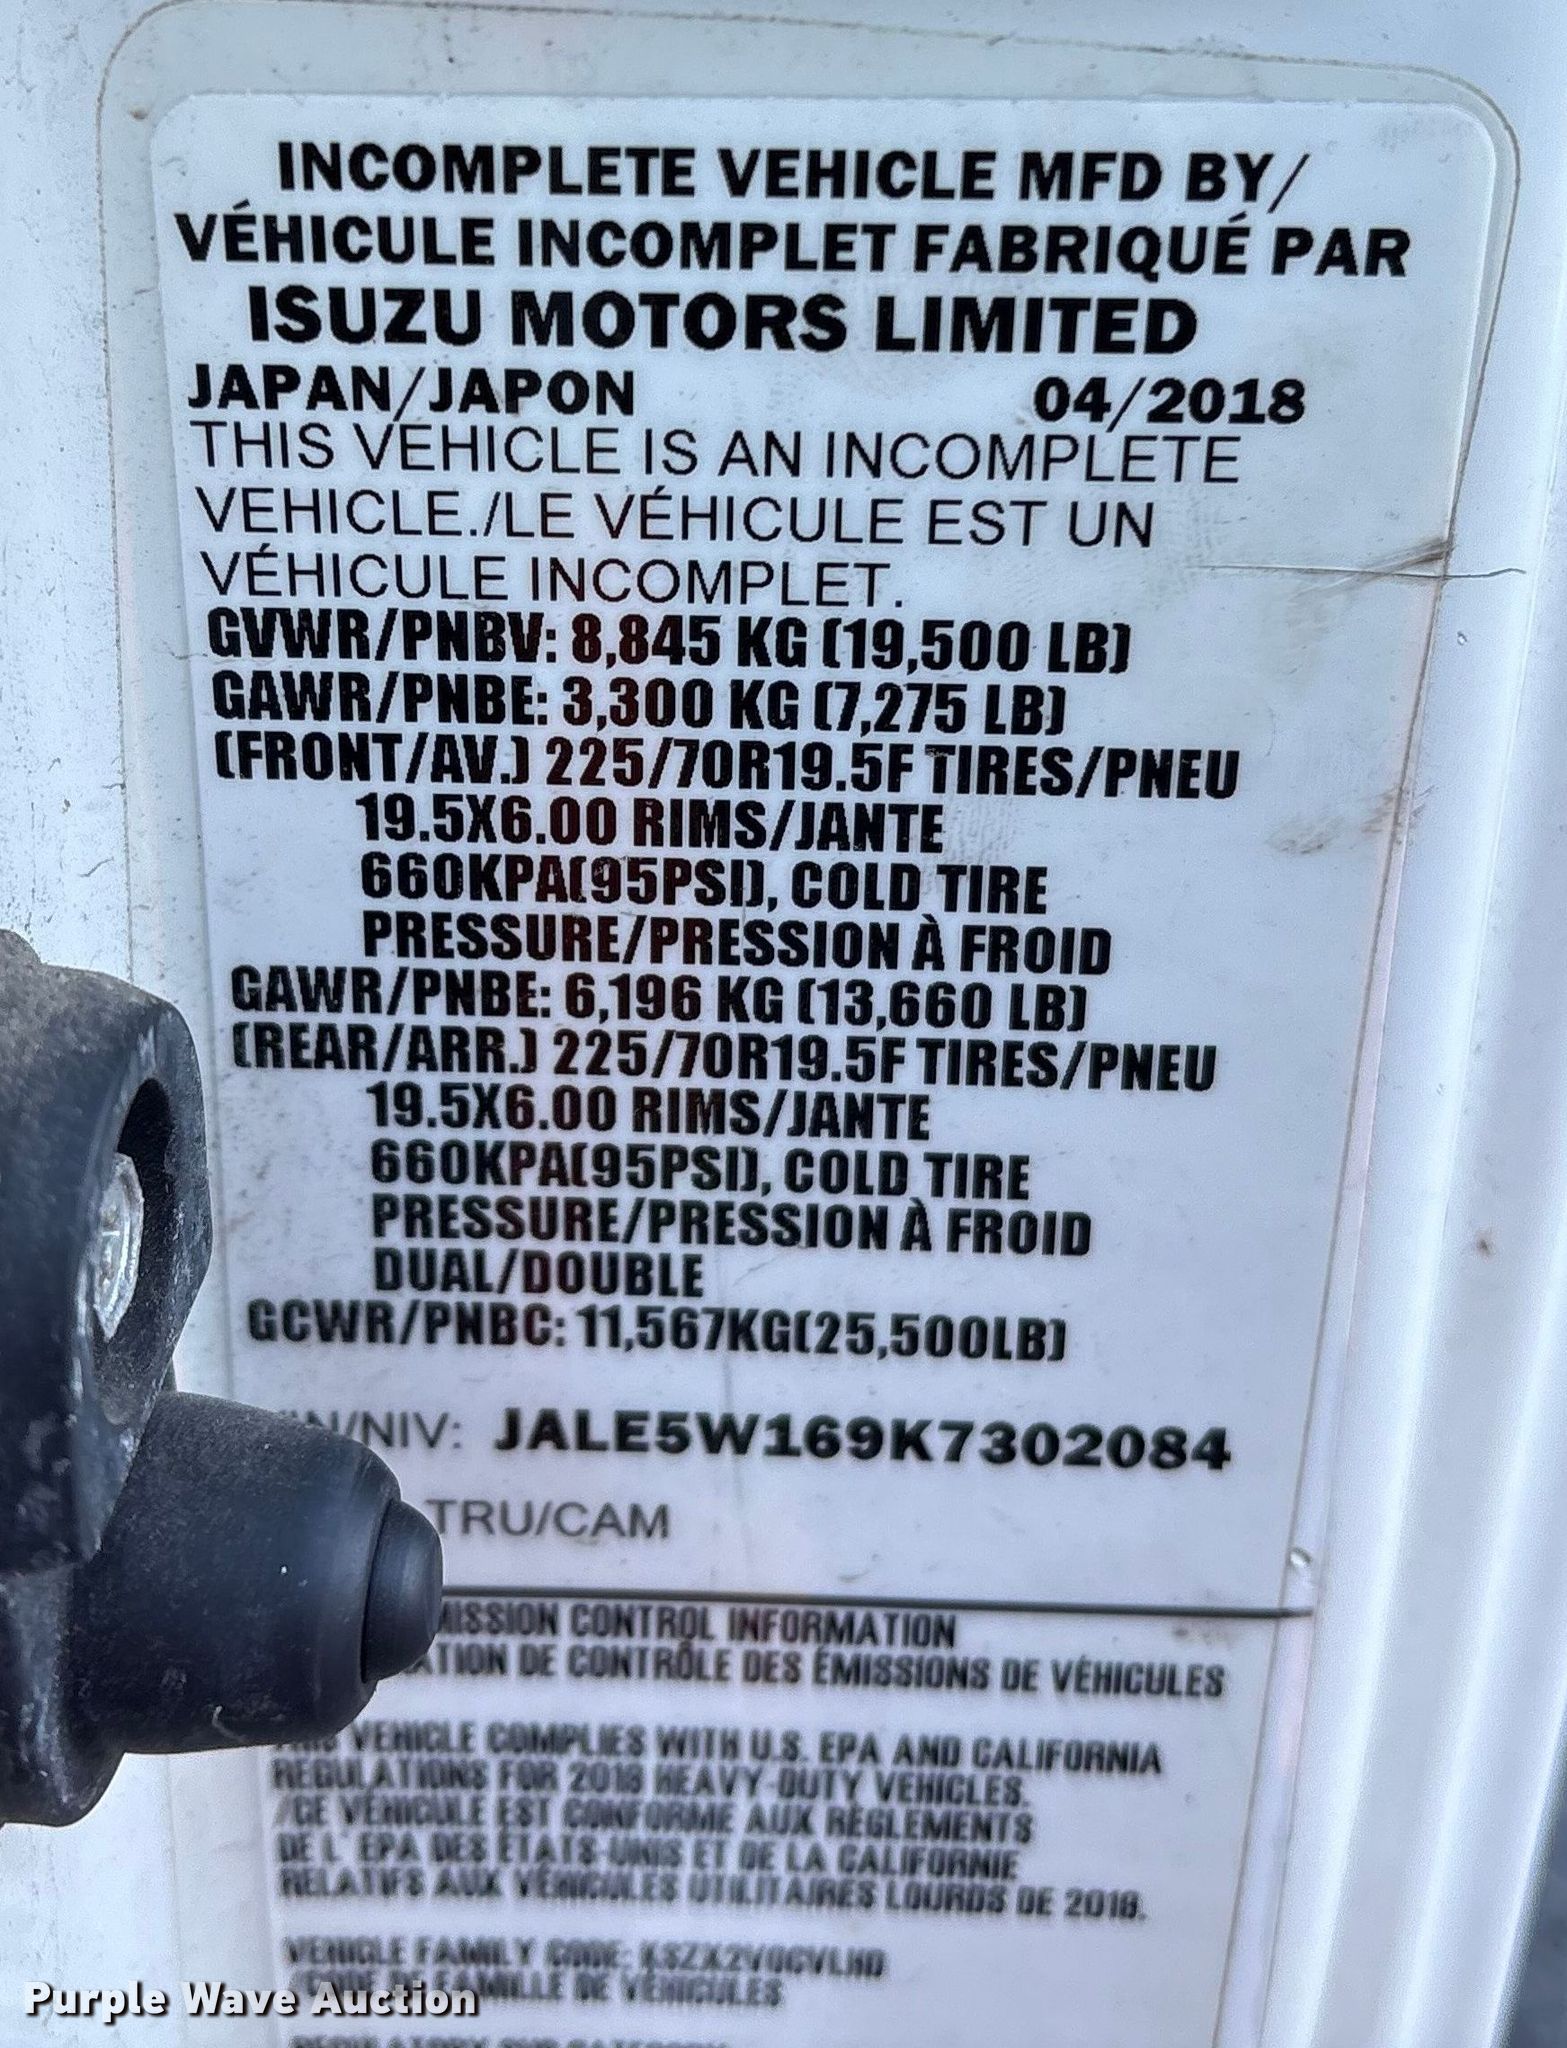 INCOMPLETE VEHICLE MFD BY/
VÉHICULE INCOMPLET FABRIQUÉ PAR
ISUZU MOTORS LIMITED
JAPAN/JAPON 04/2018
THIS VEHICLE IS AN INCOMPLETE
VEHICLE./LE VÉHICULE EST UN
VÉHICULE INCOMPLET.
GVWR/PNBV: 8,845 KG (19,500 LB)
GAWR/PNBE: 3,300 KG (7,275 LB)
(FRONT/AV.) 225/70R19.5F TIRES/PNEU
19.5X6.00 RIMS/JANTE
660KPA(95PSI), COLD TIRE
PRESSURE/PRESSION À FROID
GAWR/PNBE: 6,196 KG (13,660 LB)
(REAR/ARR.) 225/70R19.5F TIRES/PNEU
19.5X6.00 RIMS/JANTE
660KPA(95PSI), COLD TIRE
PRESSURE/PRESSION À FROID
DUAL/DOUBLE
GCWR/PNBC: 11,567KG(25,500LB)
/NIV: JALE5W169K7302084
TRU/CAM
MISSION CONTROL INFORMATION
ATION DE CONTRÔLE DES ÉMISSIONS DE VÉHICULES
VEHICLE COMPLIES WITH U.S. EPA AND CALIFORNIA
REGULATIONS FOR 2018 HEAVY-DUTY VEHICLES.
/CE VÉHICULE EST CONFORME AUX RÈGLEMENTS
DE L' EPA DES ÉTATS-UNIS ET DE LA CALIFORNIE
RELATIFS AUX VÉHICULES UTILITAIRES LOURDS DE 2018.
VEHICLE FAMILY CODE:
/CODE DE FAMILLE DE VÉHICULES
Purple Wave Auction